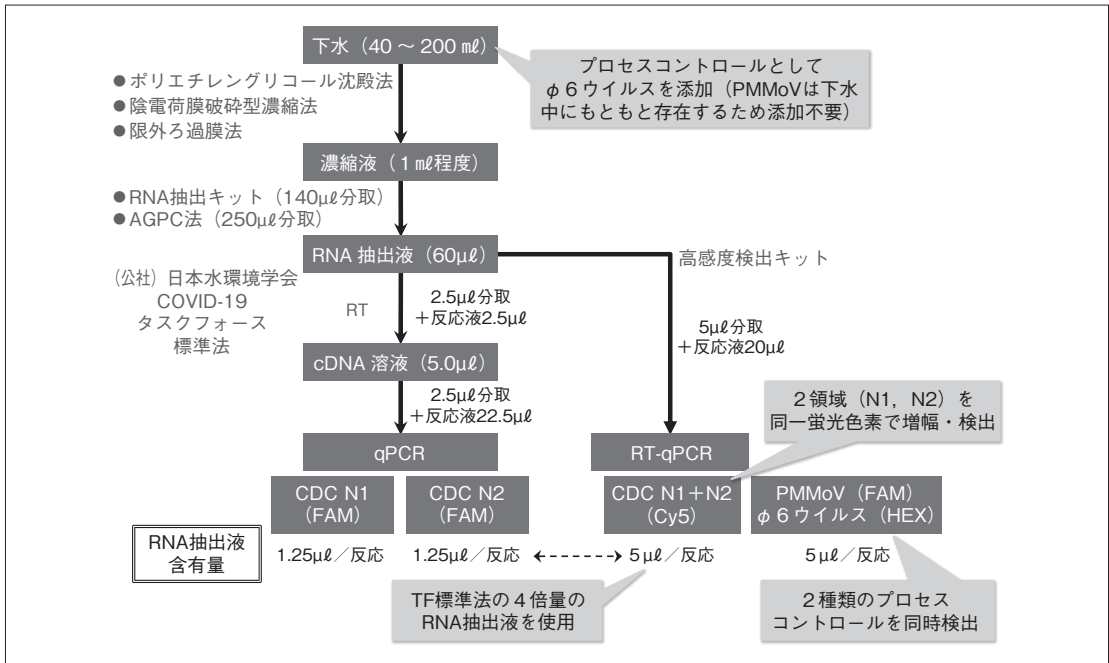 下水（40 ～ 200 ㎖）
プロセスコントロールとして
φ６ウイルスを添加（PMMoVは下水
中にもともと存在するため添加不要）
●ポリエチレングリコール沈殿法
●陰電荷膜破砕型濃縮法
●限外ろ過膜法
濃縮液（１㎖程度）
●RNA抽出キット（140μℓ分取）
●AGPC法（250μℓ分取）
RNA 抽出液（60μℓ）
高感度検出キット
（公社）日本水環境学会
COVID-19
タスクフォース
標準法
RT
2.5μℓ分取
＋反応液2.5μℓ
5μℓ分取
＋反応液20μℓ
cDNA 溶液（5.0μℓ）
2.5μℓ分取
＋反応液22.5μℓ
２領域（N1，N2）を
同一蛍光色素で増幅・検出
qPCR
RT-qPCR
CDC N1
（FAM）
CDC N2
（FAM）
CDC N1＋N2
（Cy5）
PMMoV（FAM）
φ６ウイルス（HEX）
RNA抽出液
含有量
1.25μℓ／反応
1.25μℓ／反応
5μℓ／反応
5μℓ／反応
TF標準法の４倍量の
RNA抽出液を使用
２種類のプロセス
コントロールを同時検出